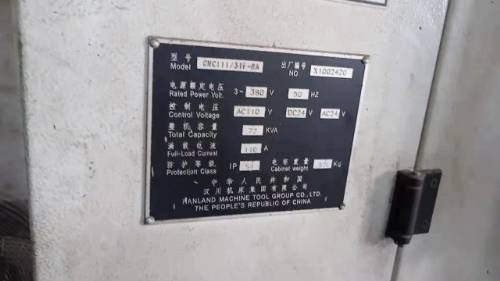 型号 出厂编号
Model NO X1002420
电源额定电压
Rated Power Volt. 3~ 380 V 50 HZ
控制电压
Control Voltage AC110 V DC24 V AC24 V
整机容量
Total Capacity 72 KVA
满载电流
Full-Load Current 110 A
防护等级 电柜重量
Protection Class IP 54 Cabinet weight Kg
中华人民共和国
汉川机床集团有限公司
HANLAND MACHINE TOOL GROUP CO., LTD.
THE PEOPLE'S REPUBLIC OF CHINA